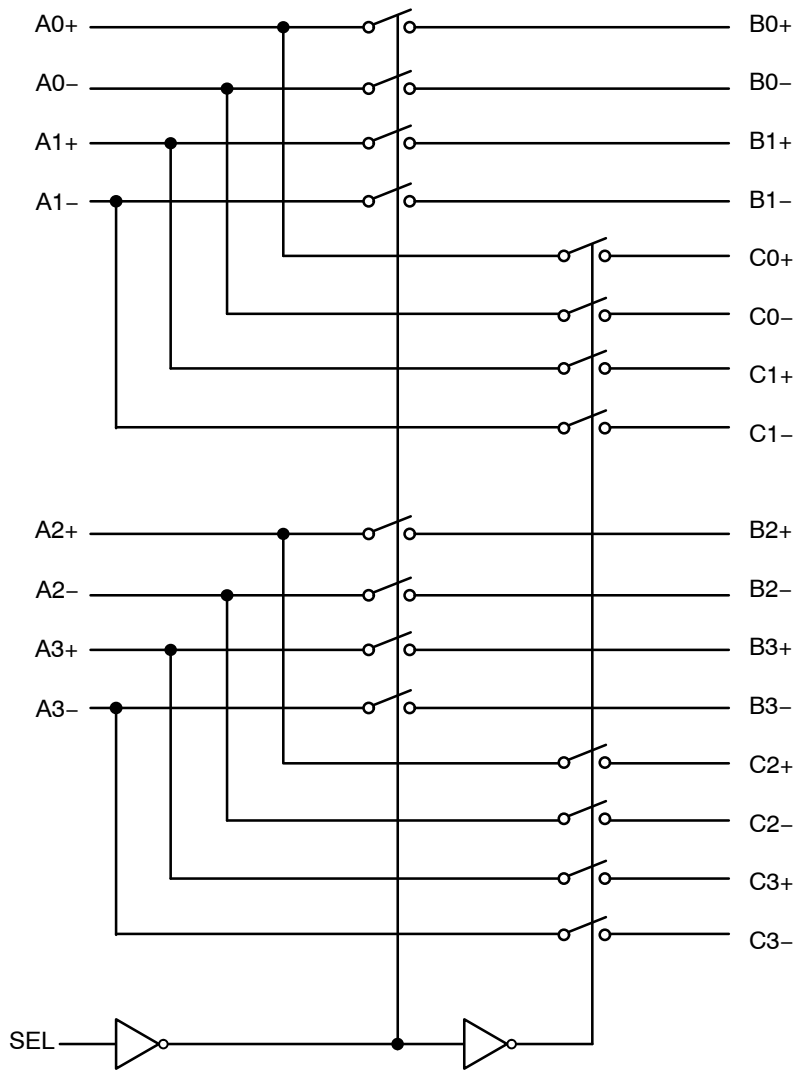 A0+ B0+
A0− B0−
A1+ B1+
A1− B1−
C0+
C0−
C1+
C1−
A2+ B2+
A2− B2−
A3+ B3+
A3− B3−
C2+
C2−
C3+
C3−
SEL